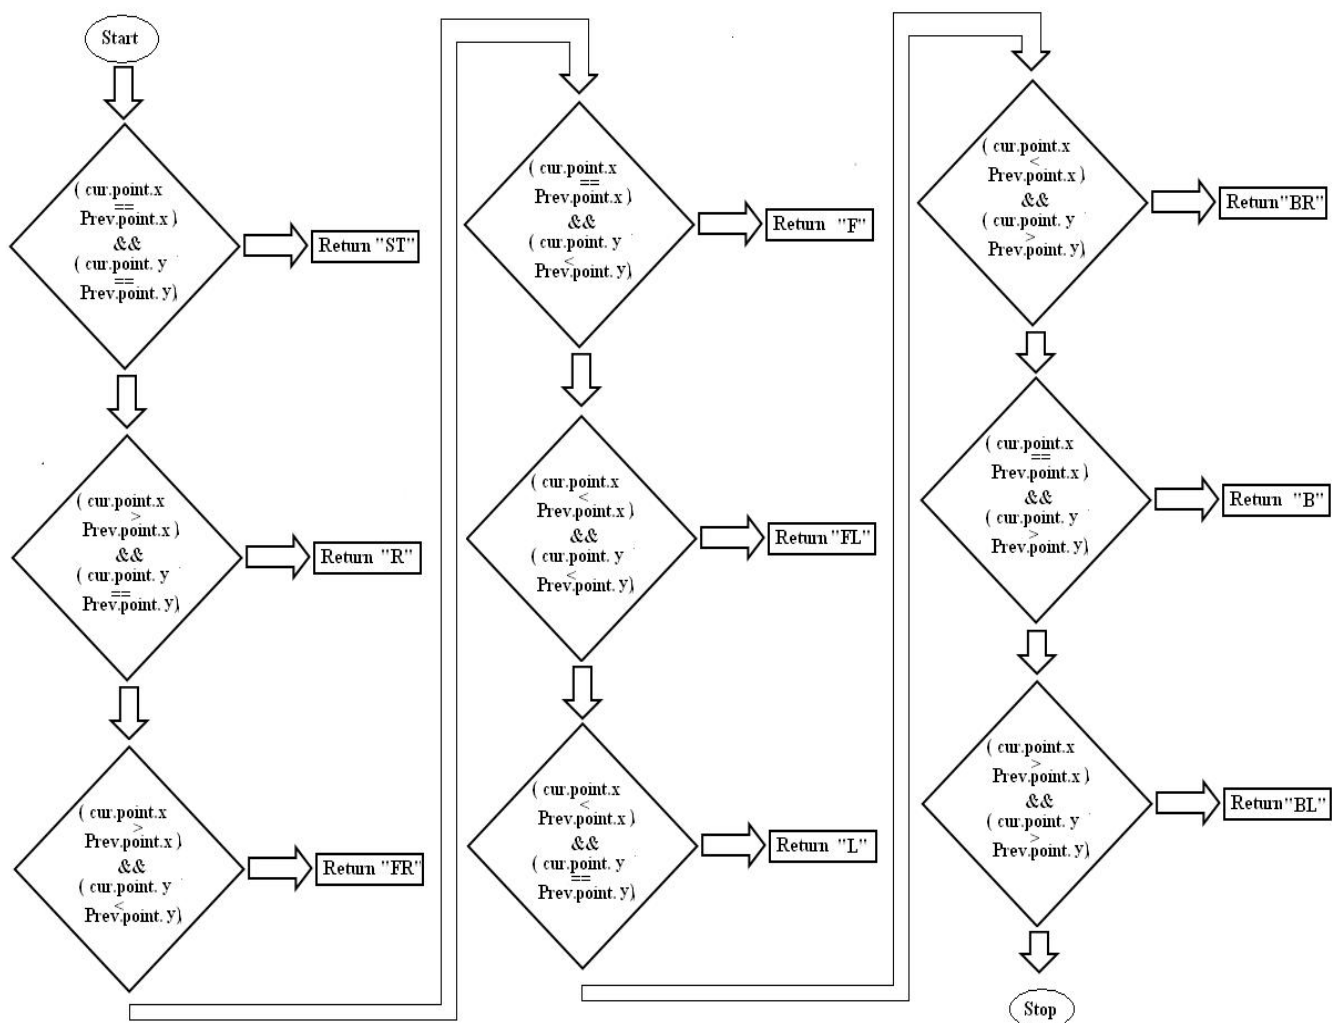 Start
( cur.point.x
==
Prev.point.x )
&&
( cur.point. y
==
Prev.point. y)
Return "ST"
( cur.point.x
>
Prev.point.x )
&&
( cur.point. y
==
Prev.point. y)
Return "R"
( cur.point.x
>
Prev.point.x )
&&
( cur.point. y
<
Prev.point. y)
Return "FR"
( cur.point.x
==
Prev.point.x )
&&
( cur.point. y
<
Prev.point. y)
Return "F"
( cur.point.x
<
Prev.point.x )
&&
( cur.point. y
<
Prev.point. y)
Return "FL"
( cur.point.x
<
Prev.point.x )
&&
( cur.point. y
==
Prev.point. y)
Return "L"
( cur.point.x
<
Prev.point.x )
&&
( cur.point. y
>
Prev.point. y)
Return "BR"
( cur.point.x
==
Prev.point.x )
&&
( cur.point. y
>
Prev.point. y)
Return "B"
( cur.point.x
>
Prev.point.x )
&&
( cur.point. y
>
Prev.point. y)
Return "BL"
Stop